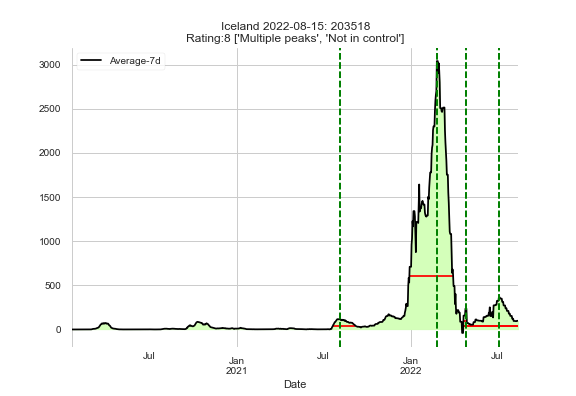 Iceland 2022-08-15: 203518
Rating:8 ['Multiple peaks', 'Not in control']
Average-7d
3000
2500
2000
1500
1000
500
0
Jul
Jan
2021
Jul
Jan
2022
Jul
Date